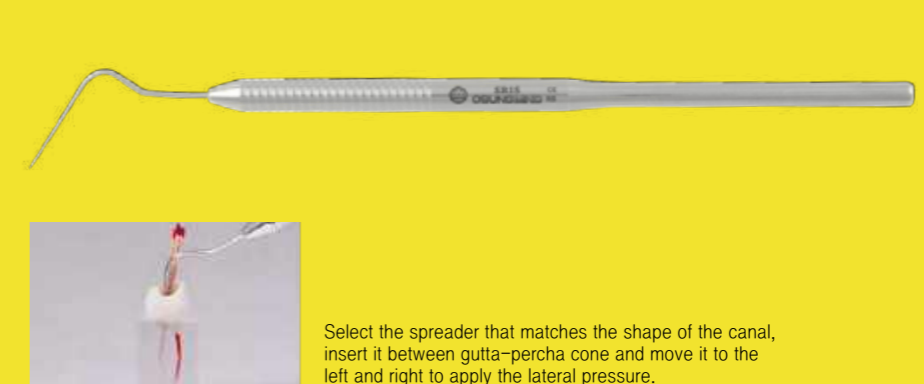 OSUNGMND
Select the spreader that matches the shape of the canal,
insert it between gutta-percha cone and move it to the
left and right to apply the lateral pressure.